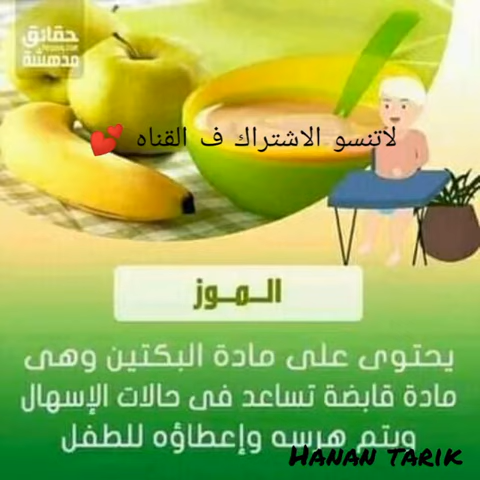 حقائق
مدهشة
لاتنسو الاشتراك ف القناه 💕
الـمـوز
يحتوى على مادة البكتين وهى
مادة قابضة تساعد فى حالات الإسهال
ويتم هرسه وإعطاؤه للطفل
Hanan tarik